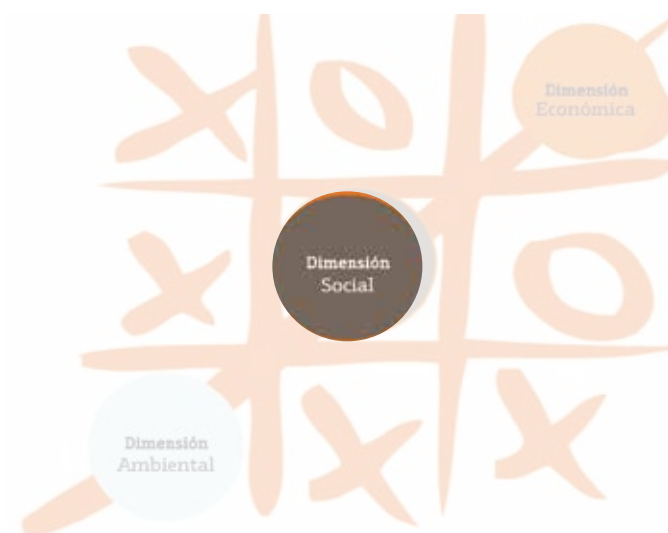 Dimensión
Económica
Dimensión
Social
Dimensión
Ambiental